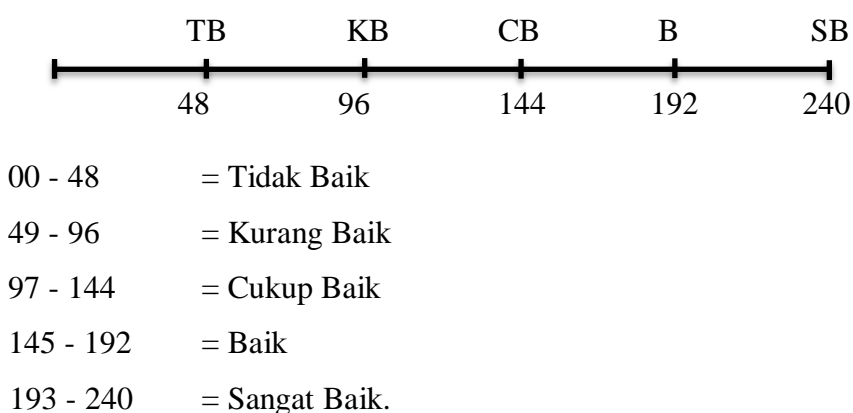 TB KB CB B SB
48 96 144 192 240
00 - 48 = Tidak Baik
49 - 96 = Kurang Baik
97 - 144 = Cukup Baik
145 - 192 = Baik
193 - 240 = Sangat Baik.